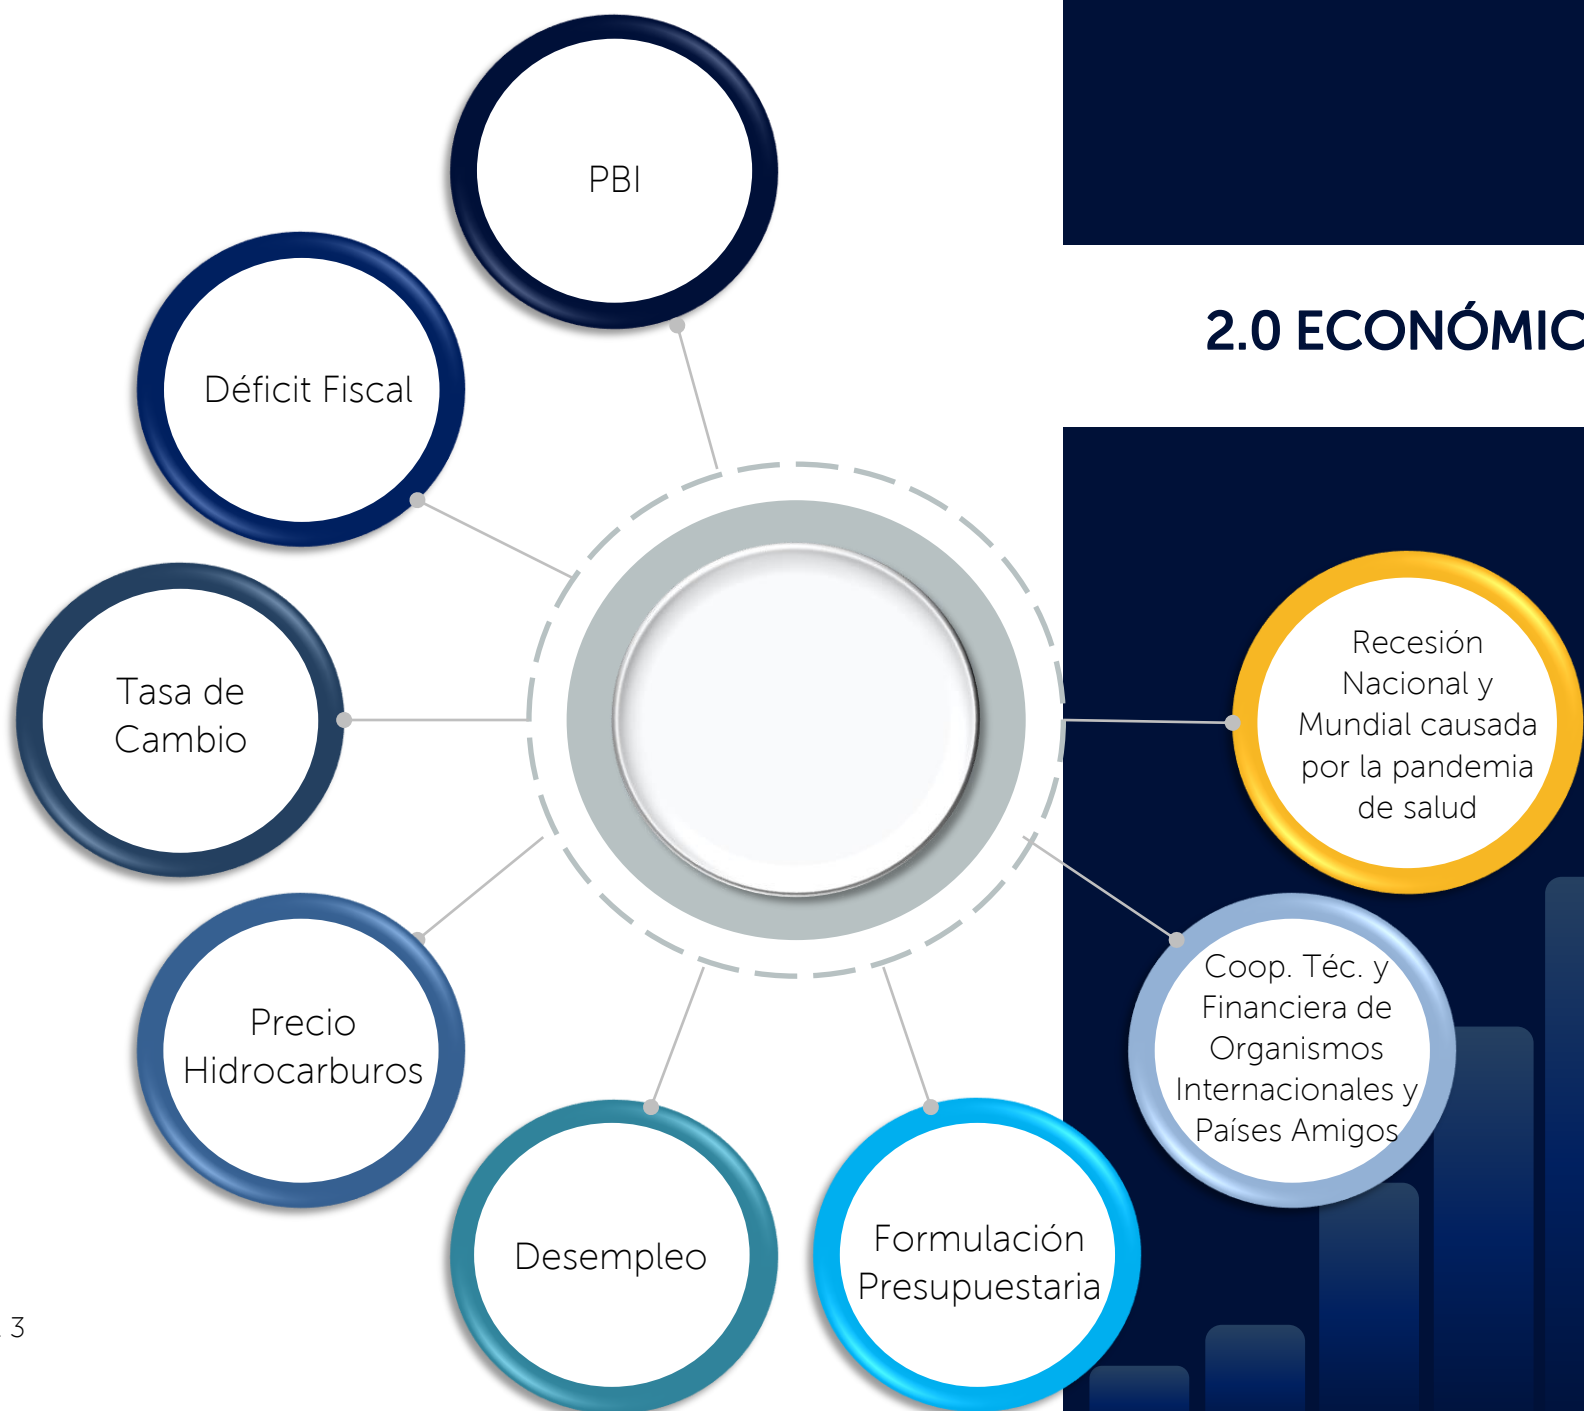 PBI
2.0 ECONÓMIC
Déficit Fiscal
Tasa de
Cambio
Recesión
Nacional y
Mundial causada
por la pandemia
de salud
Precio
Hidrocarburos
Coop. Téc. y
Financiera de
Organismos
Internacionales y
Países Amigos
Desempleo
Formulación
Presupuestaria
3